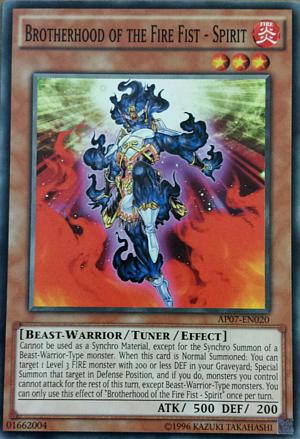 BROTHERHOOD OF THE FIRE FIST - SPIRIT
FIRE
炎
AP07-EN020
[BEAST-WARRIOR/TUNER/EFFECT]
Cannot be used as a Synchro Material, except for the Synchro Summon of a
Beast-Warrior-Type monster. When this card is Normal Summoned: You can
target 1 Level 3 FIRE monster with 200 or less DEF in your Graveyard; Special
Summon that target in Defense Position, and if you do, monsters you control
cannot attack for the rest of this turn, except Beast-Warrior-Type monsters. You
can only use this effect of "Brotherhood of the Fire Fist - Spirit" once per turn.
ATK/ 500 DEF/ 200
01662004
©1996 KAZUKI TAKAHASHI